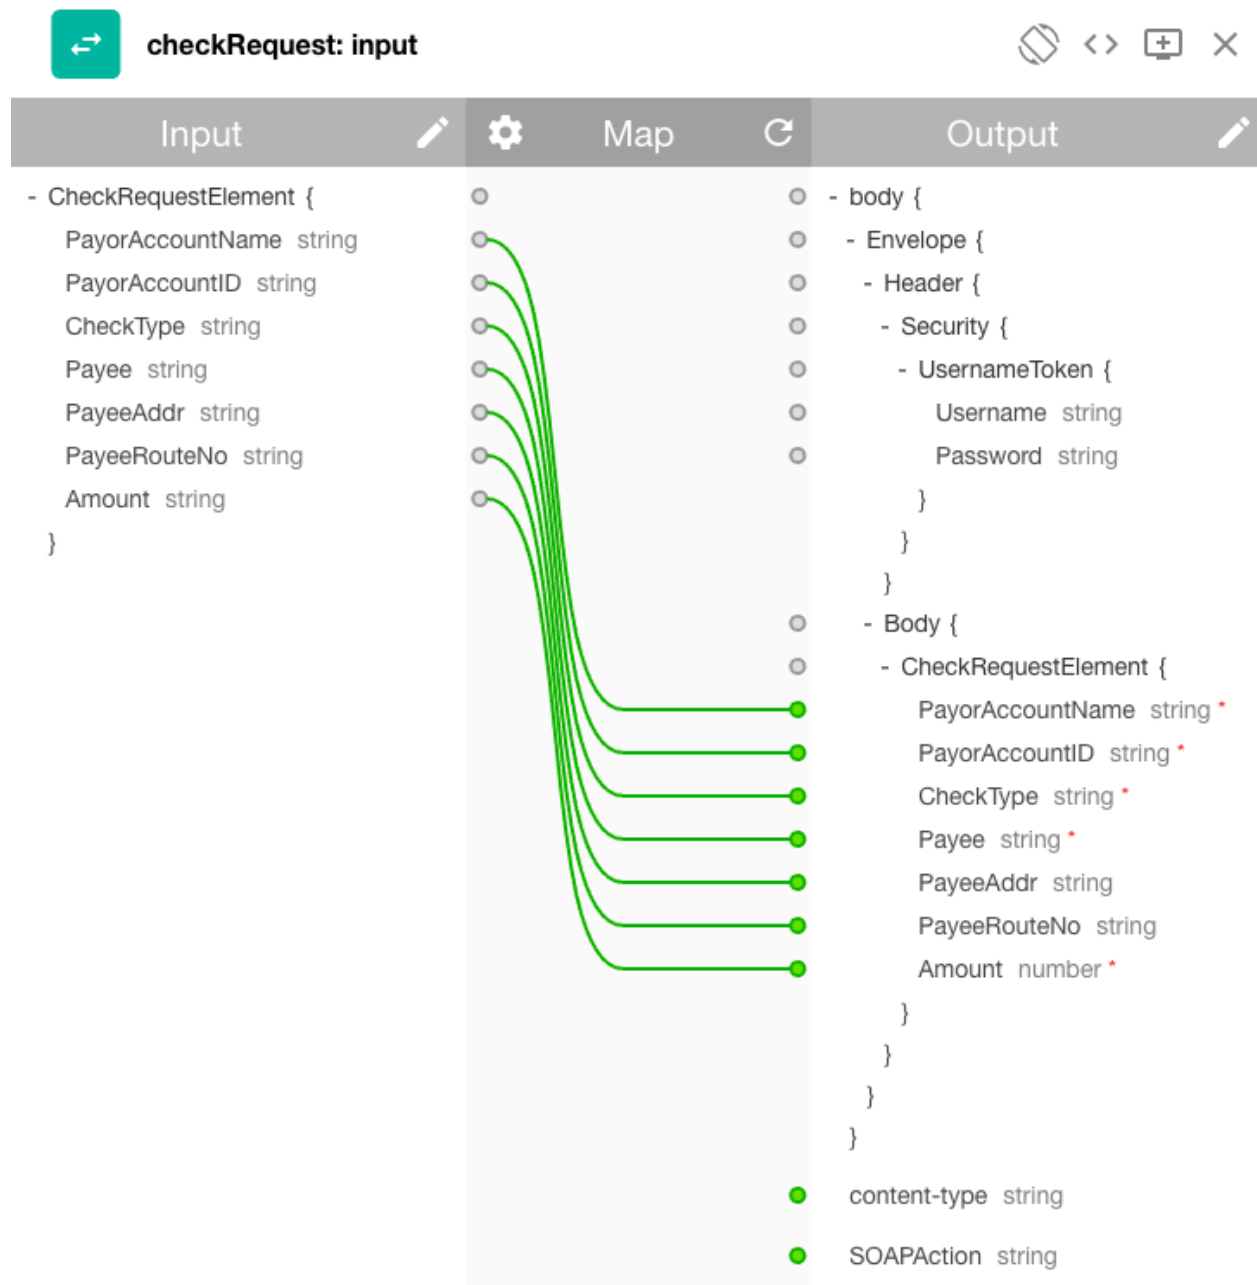 checkRequest: input
Input
Map
Output
- CheckRequestElement {
PayorAccountName string
PayorAccountID string
CheckType string
Payee string
PayeeAddr string
PayeeRouteNo string
Amount string
}
- body {
- Envelope {
- Header {
- Security {
- UsernameToken {
Username string
Password string
}
}
}
- Body {
- CheckRequestElement {
PayorAccountName string *
PayorAccountID string *
CheckType string *
Payee string *
PayeeAddr string
PayeeRouteNo string
Amount number *
}
}
}
}
content-type string
SOAPAction string